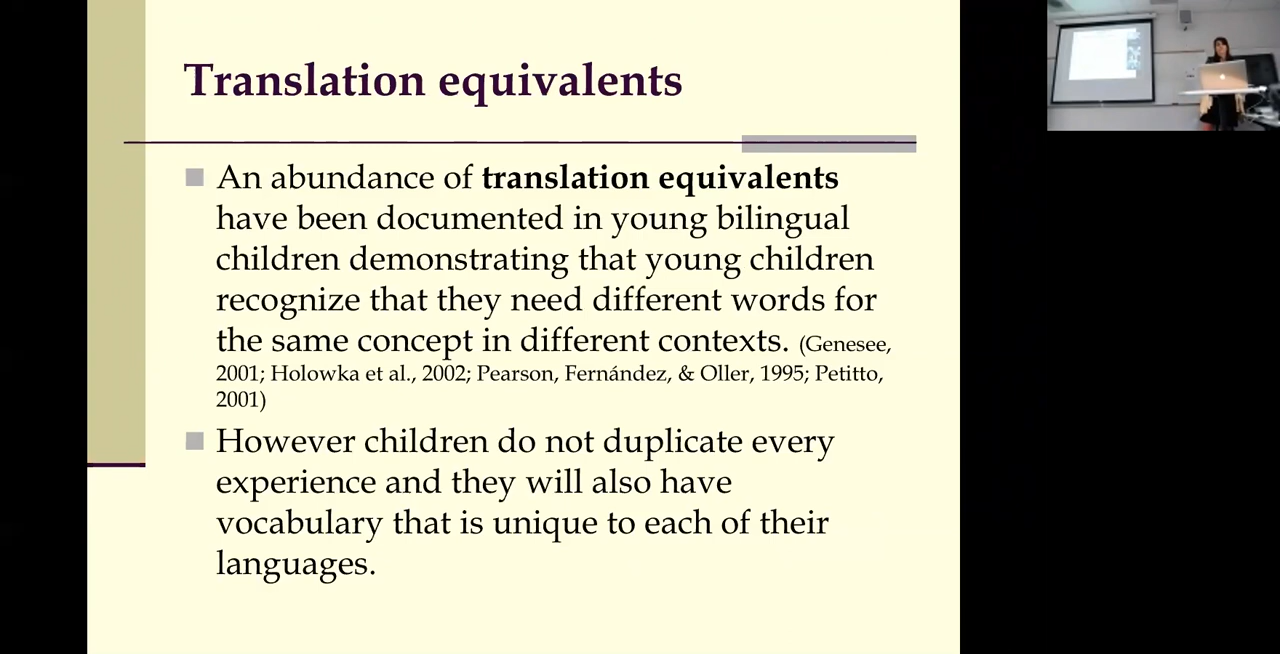 Translation equivalents
An abundance of translation equivalents
have been documented in young bilingual
children demonstrating that young children
recognize that they need different words for
the same concept in different contexts. (Genesee,
2001; Holowka et al., 2002; Pearson, Fernández, & Oller, 1995; Petitto,
2001)
However children do not duplicate every
experience and they will also have
vocabulary that is unique to each of their
languages.